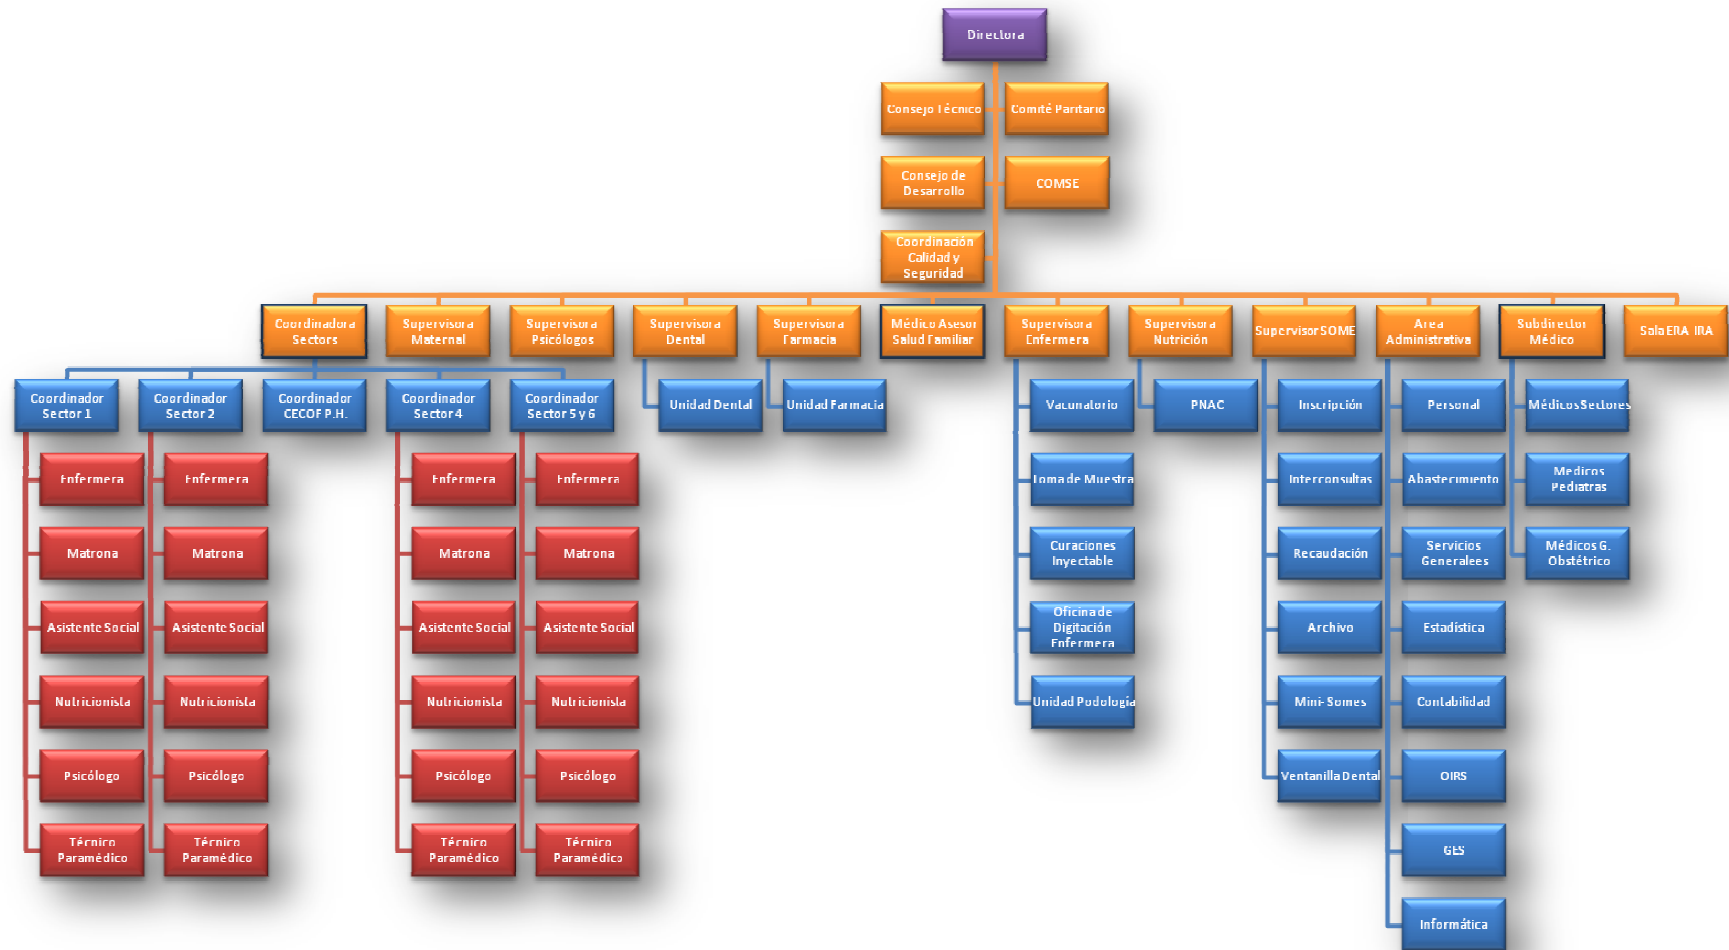 Directora
Consejo Técnico
Comité Paritario
Consejo de
Desarrollo
COMSE
Coordinación
Calidad y
Seguridad
Coordinadora
Sectors
Supervisora
Maternal
Supervisora
Psicólogos
Supervisora
Dental
Supervisora
Farmacia
Médico Asesor
Salud Familiar
Supervisora
Enfermera
Supervisora
Nutrición
Supervisor SOME
Area
Administrativa
Subdirector
Médico
Sala ERA IRA
Coordinador
Sector 1
Coordinador
Sector 2
Coordinador
CECOF P.H.
Coordinador
Sector 4
Coordinador
Sector 5 y 6
Unidad Dental
Unidad Farmacia
Vacunatorio
PNAC
Inscripción
Personal
Médicos Sectores
Enfermera
Enfermera
Enfermera
Enfermera
Toma de Muestra
Interconsultas
Abastecimiento
Medicos
Pediatras
Matrona
Matrona
Matrona
Matrona
Curaciones
Inyectable
Recaudación
Servicios
Generalees
Médicos G.
Obstétrico
Asistente Social
Asistente Social
Asistente Social
Asistente Social
Oficina de
Digitación
Enfermera
Archivo
Estadística
Nutricionista
Nutricionista
Nutricionista
Nutricionista
Unidad Podologia
Mini- Somes
Contabilidad
Psicólogo
Psicólogo
Psicólogo
Psicólogo
Ventanilla Dental
OIRS
Técnico
Paramédico
Técnico
Paramédico
Técnico
Paramédico
Técnico
Paramédico
GES
Informática